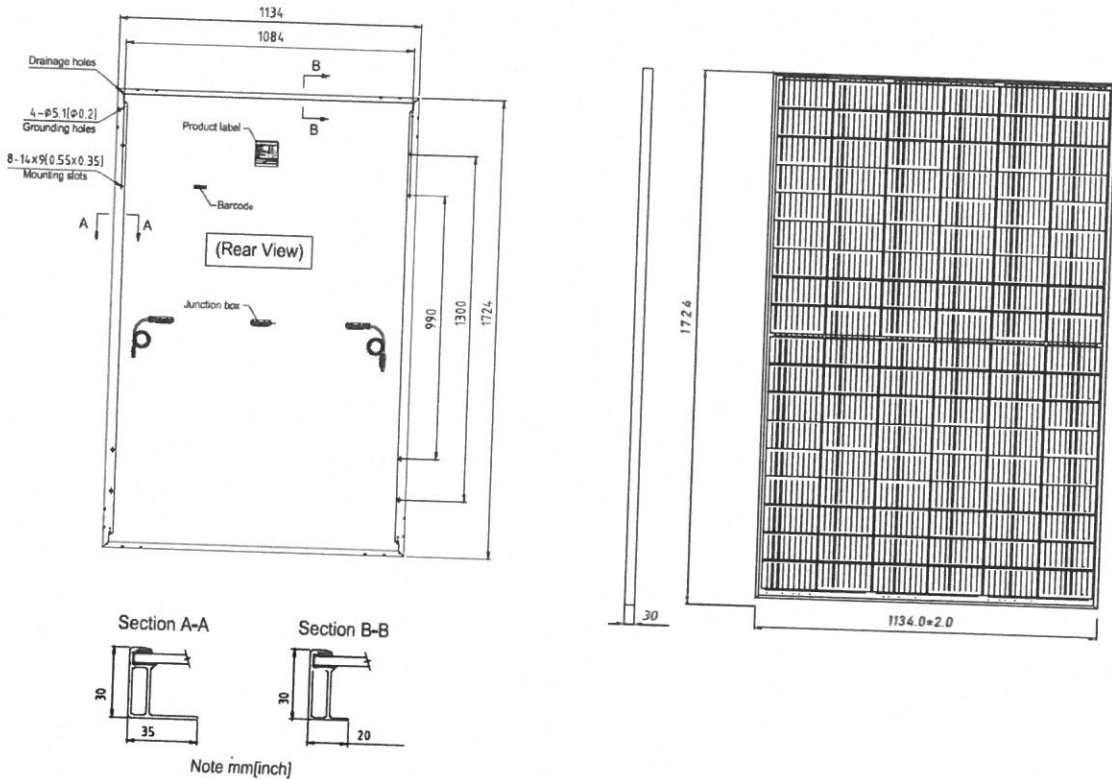 1134
1084
Drainage holes
B
4-Φ5.1[Φ0.2]
Grounding holes
B
Product label
8-14x9[0.55x0.35]
Mounting slots
Barcode
A
A
(Rear View)
Junction box
990
1300
1724
1724
30
1134.0±2.0
Section A-A
Section B-B
30
35
30
20
Note mm[inch]